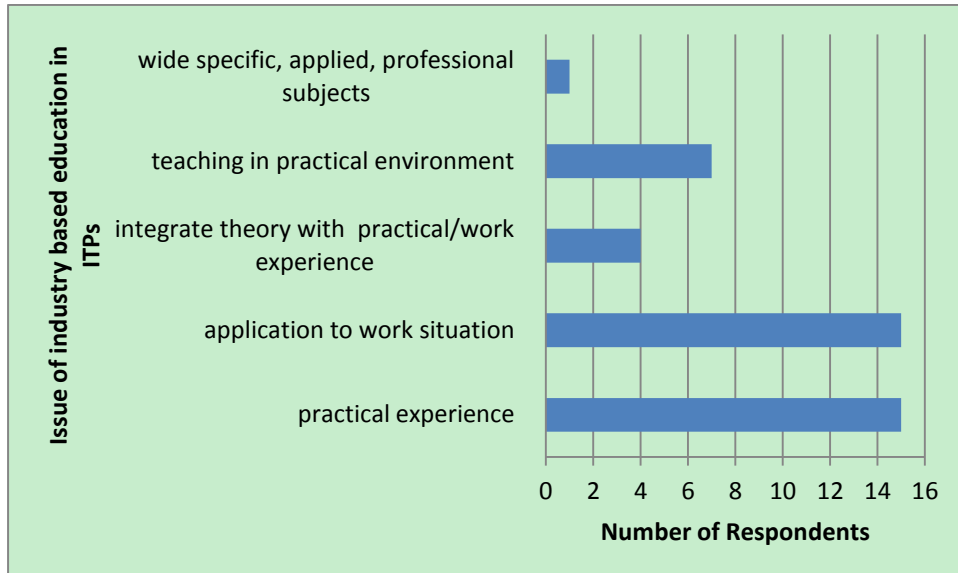 Issue of industry based education in
ITPs
wide specific, applied, professional
subjects
teaching in practical environment
integrate theory with practical/work
experience
application to work situation
practical experience
0 2 4 6 8 10 12 14 16
Number of Respondents